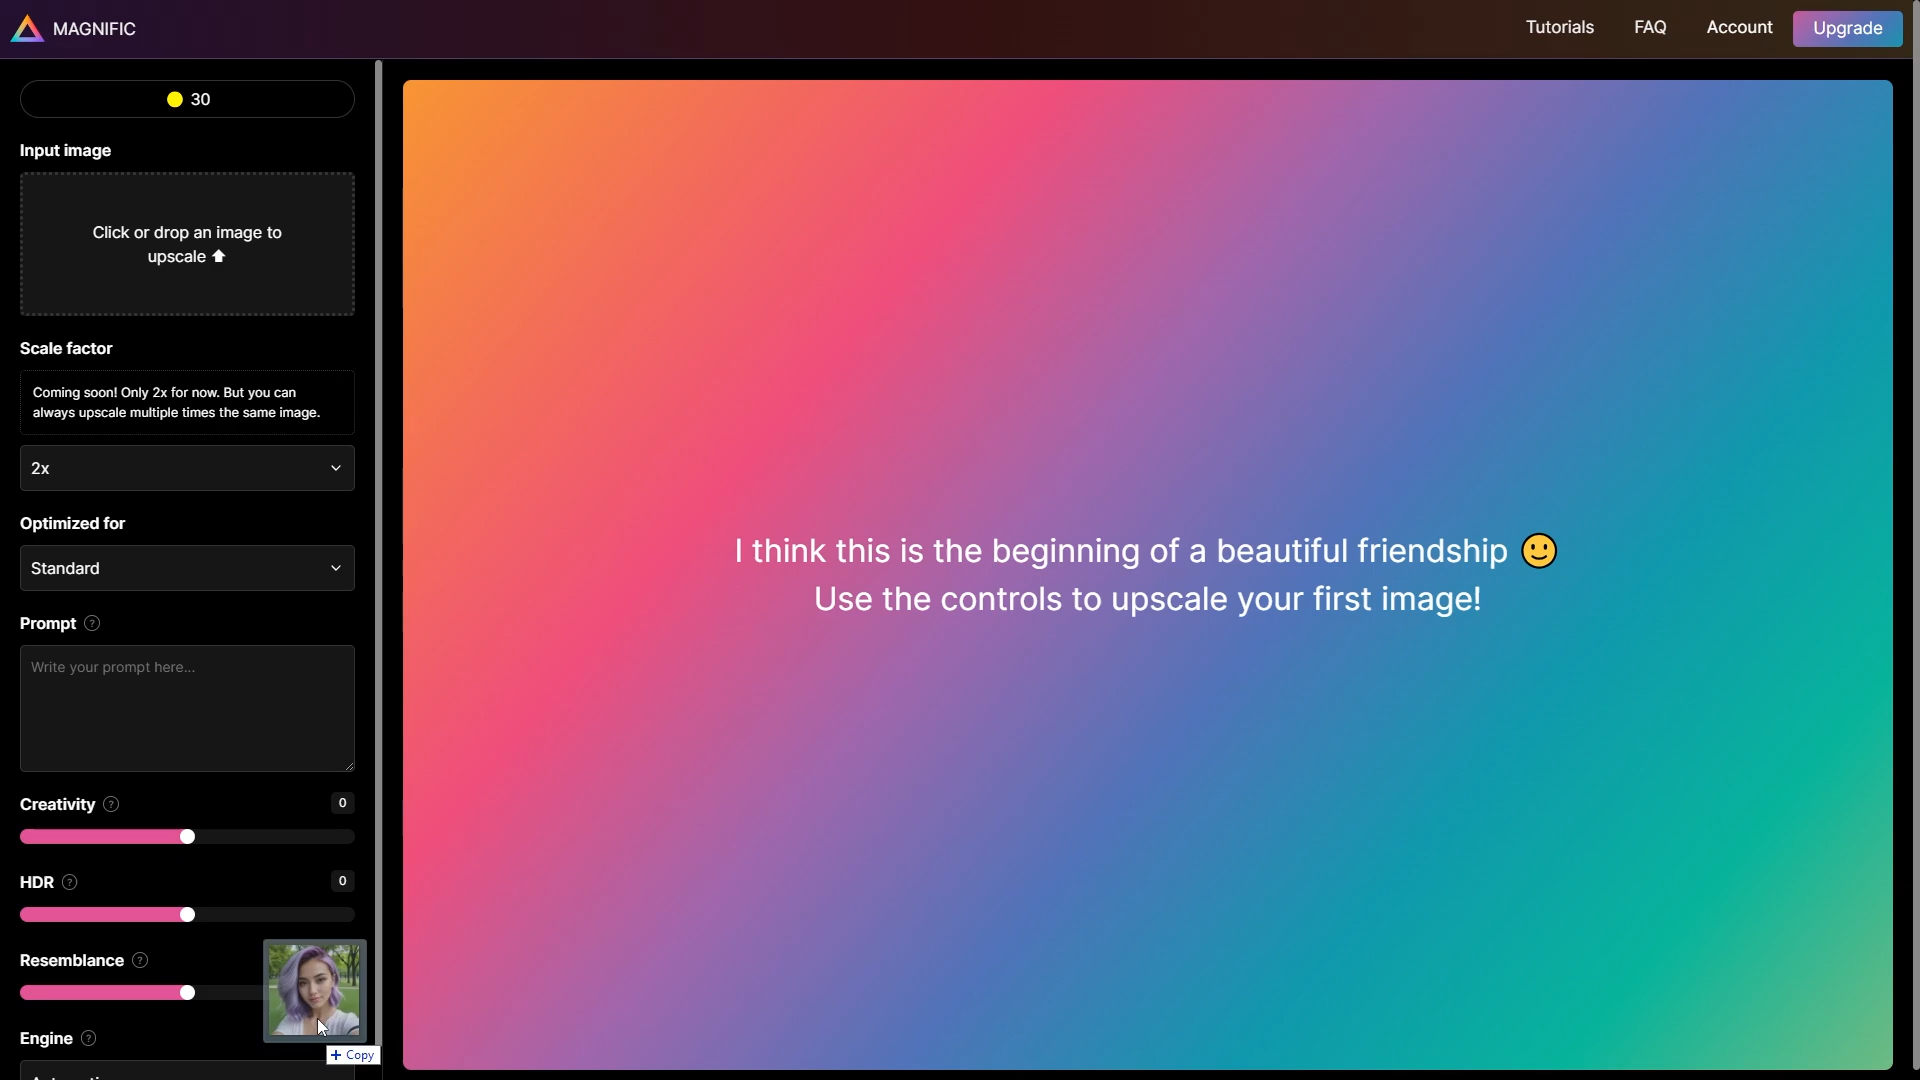 MAGNIFIC
Tutorials
FAQ
Account
Upgrade
30
Input image
Click or drop an image to
upscale
Scale factor
Coming soon! Only 2x for now. But you can
always upscale multiple times the same image.
2x
Optimized for
Standard
Prompt ?
Write your prompt here...
Creativity ? 0
HDR ? 0
Resemblance ?
Engine ?
+ Copy
I think this is the beginning of a beautiful friendship
Use the controls to upscale your first image!